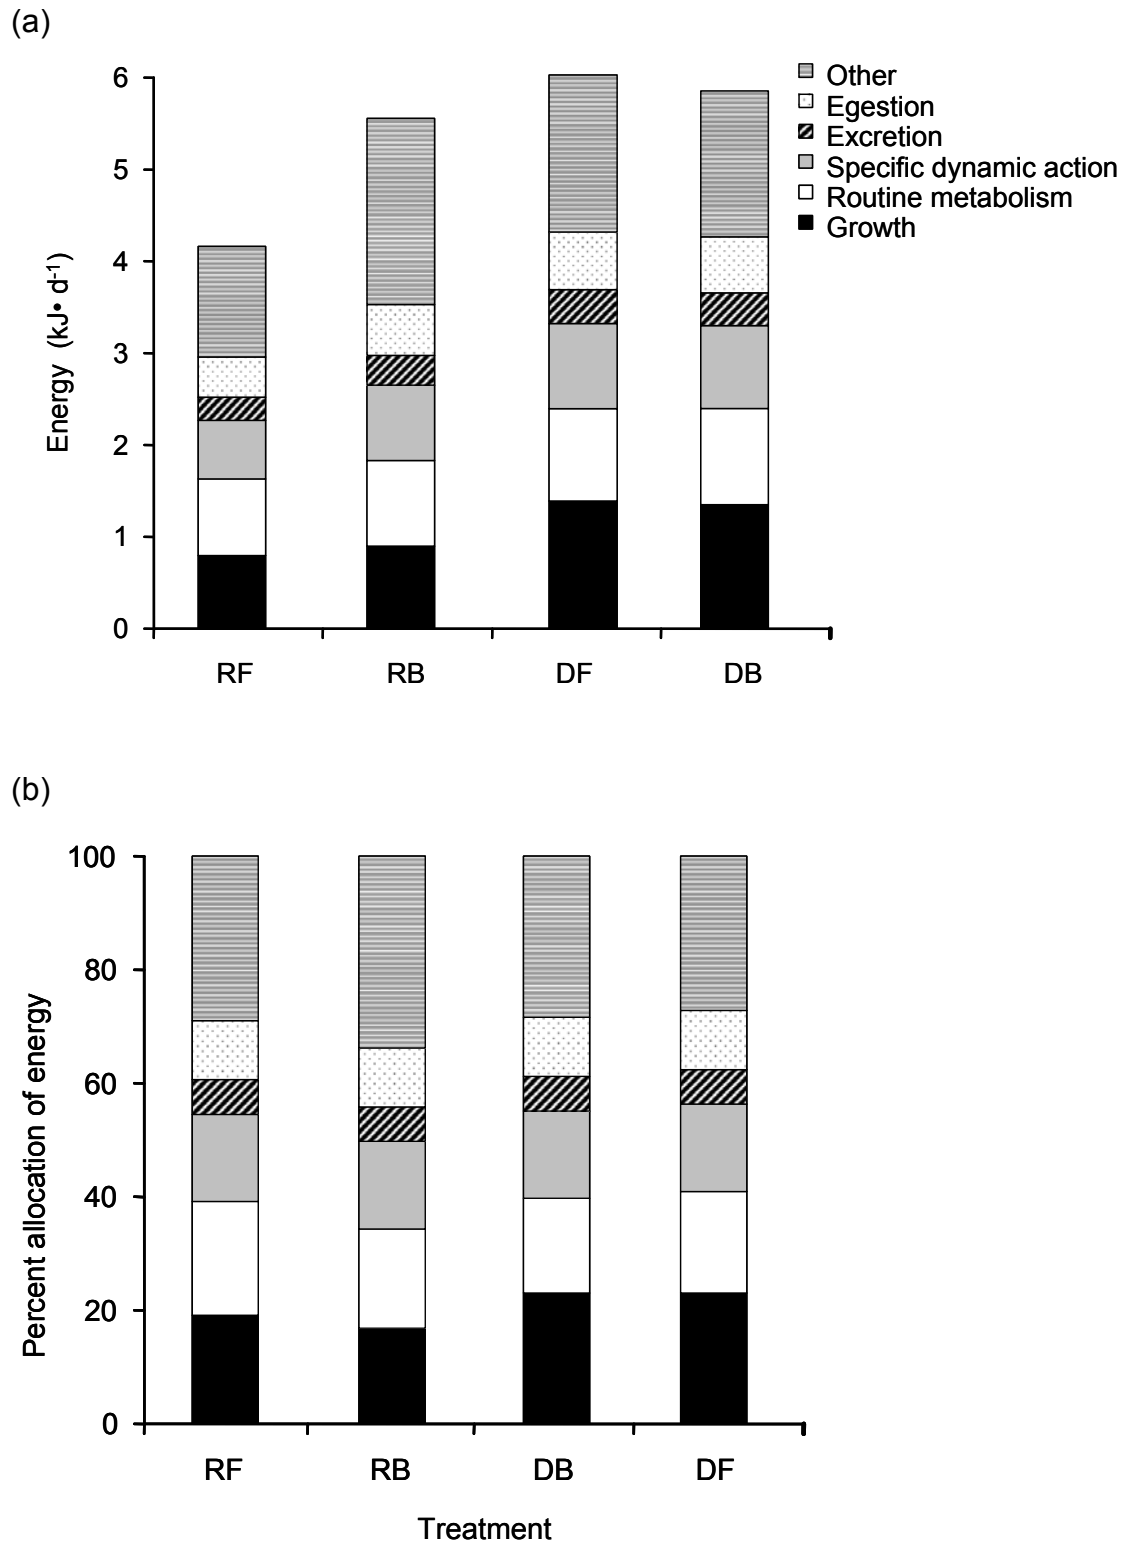 (a)
6
5
4
3
2
1
0
Energy (kJ• d-1)
Other
Egestion
Excretion
Specific dynamic action
Routine metabolism
Growth
RF RB DF DB
(b)
100
80
60
40
20
0
Percent allocation of energy
RF RB DB DF
Treatment